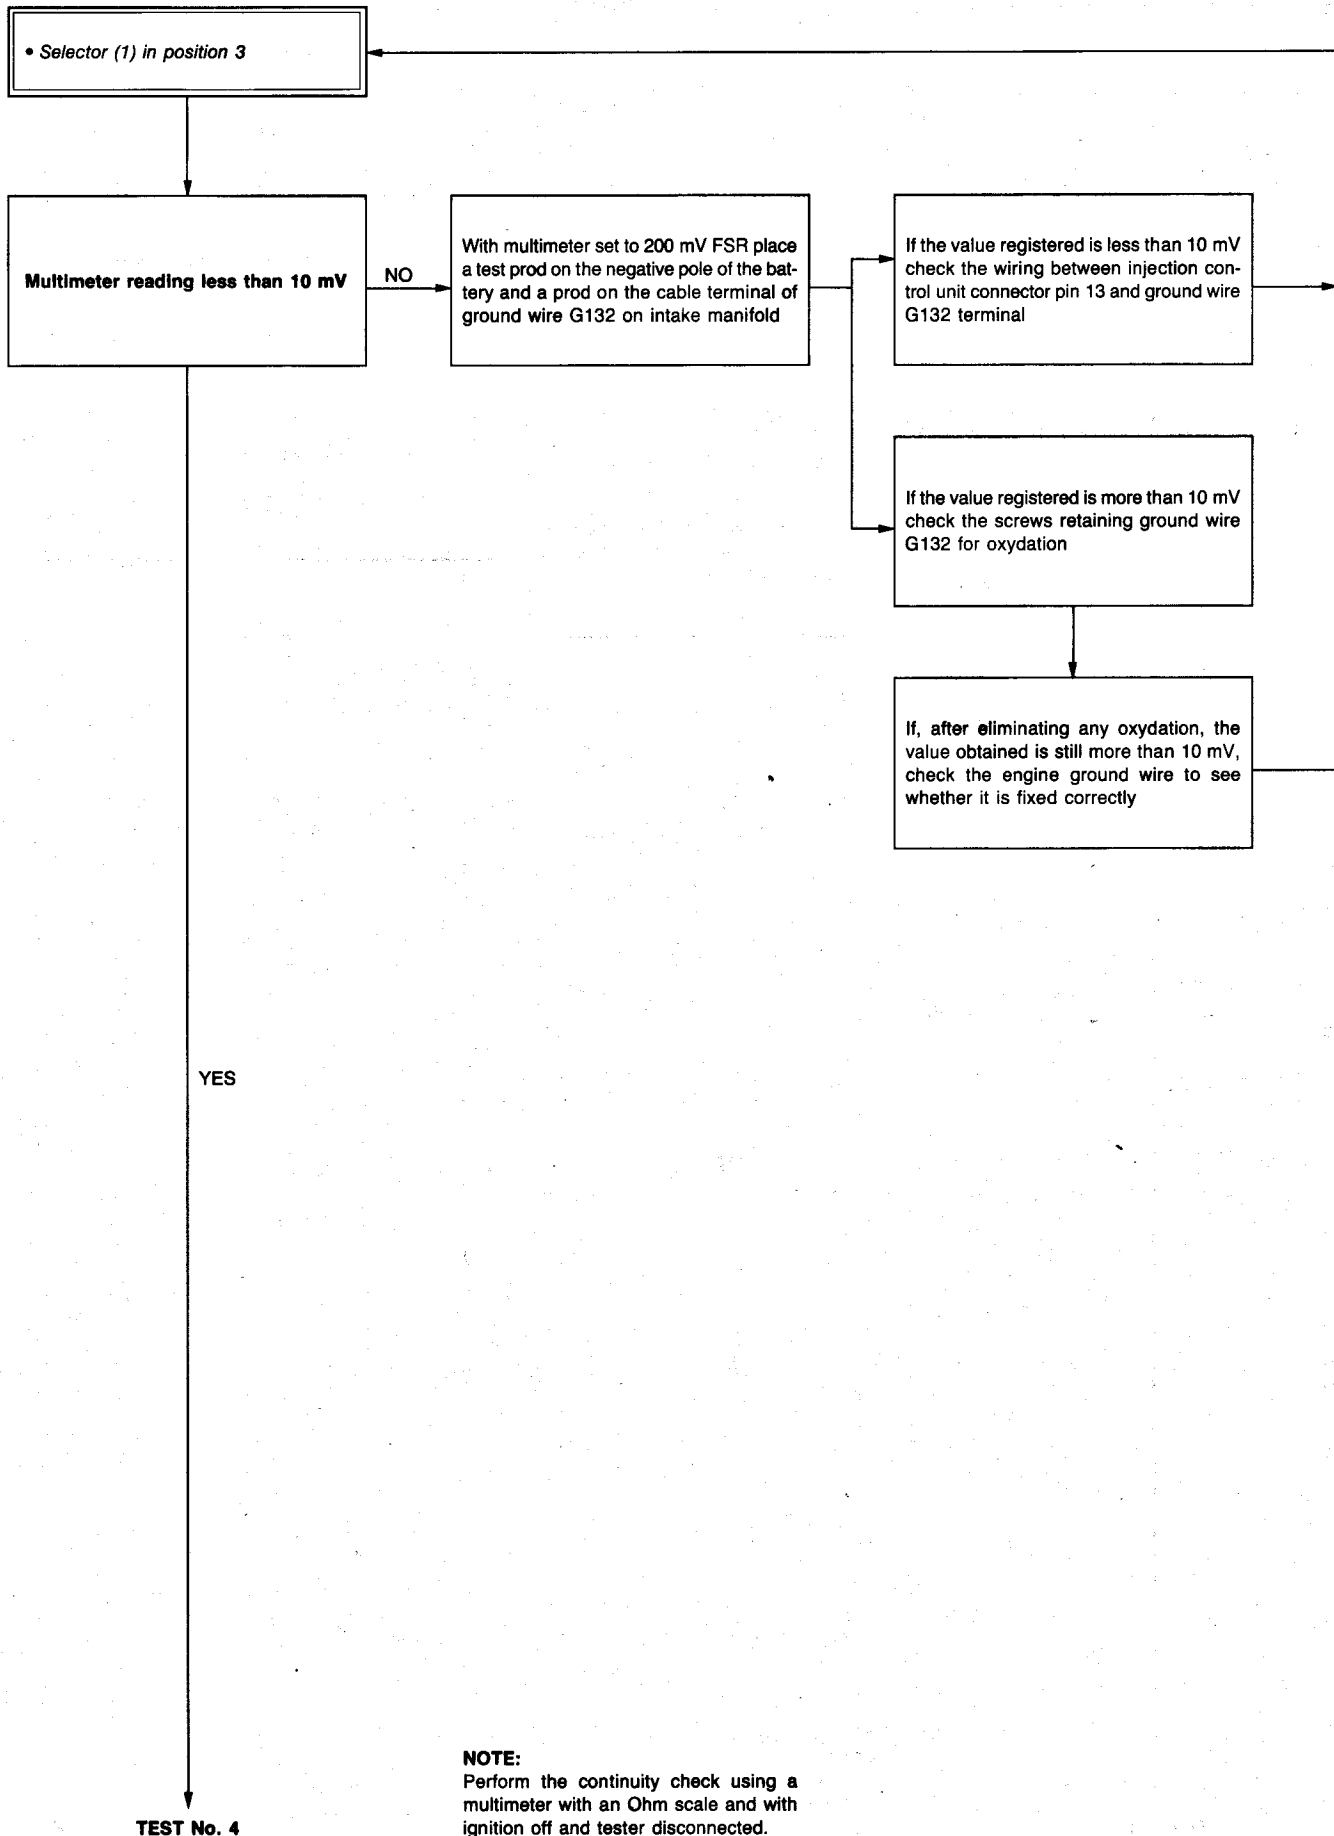 • Selector (1) in position 3
Multimeter reading less than 10 mV
NO
With multimeter set to 200 mV FSR place
a test prod on the negative pole of the bat-
tery and a prod on the cable terminal of
ground wire G132 on intake manifold
If the value registered is less than 10 mV
check the wiring between injection con-
trol unit connector pin 13 and ground wire
G132 terminal
If the value registered is more than 10 mV
check the screws retaining ground wire
G132 for oxydation
If, after eliminating any oxydation, the
value obtained is still more than 10 mV,
check the engine ground wire to see
whether it is fixed correctly
YES
TEST No. 4
NOTE:
Perform the continuity check using a
multimeter with an Ohm scale and with
ignition off and tester disconnected.